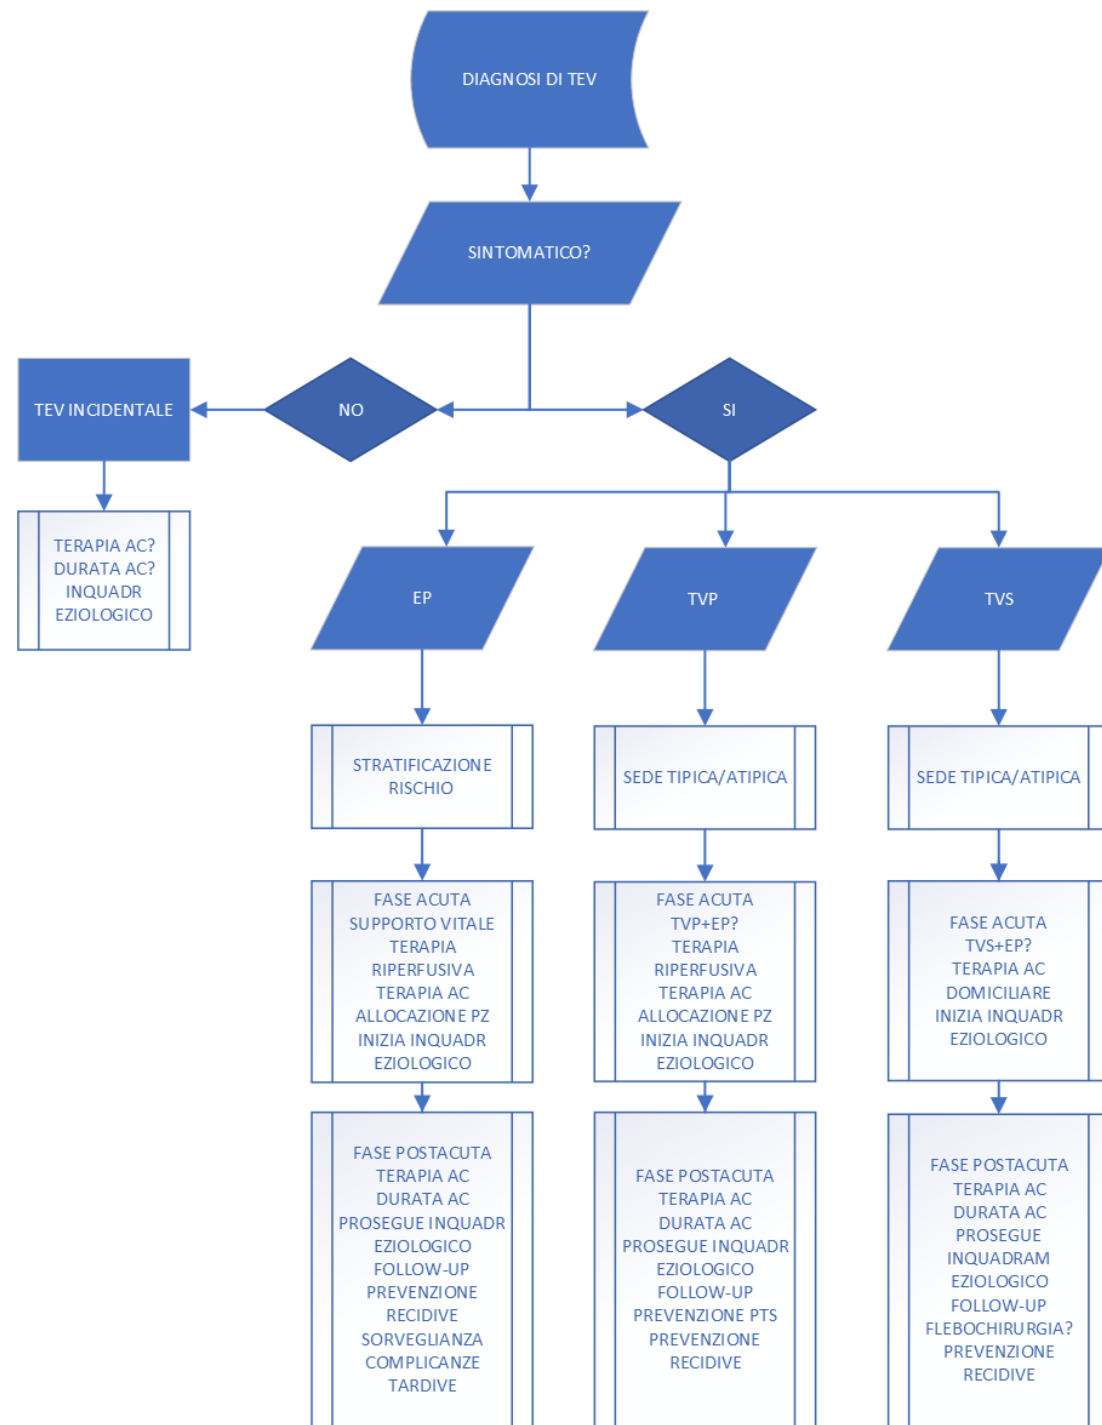 DIAGNOSI DI TEV
SINTOMATICO?
NO
SI
TEV INCIDENTALE
TERAPIA AC?
DURATA AC?
INQUADR
EZIOLOGICO
EP
TVP
TVS
STRATIFICAZIONE
RISCHIO
SEDE TIPICA/ATIPICA
SEDE TIPICA/ATIPICA
FASE ACUTA
SUPPORTO VITALE
TERAPIA
RIPERFUSIVA
TERAPIA AC
ALLOCAZIONE PZ
INIZIA INQUADR
EZIOLOGICO
FASE ACUTA
TVP+EP?
TERAPIA
RIPERFUSIVA
TERAPIA AC
ALLOCAZIONE PZ
INIZIA INQUADR
EZIOLOGICO
FASE ACUTA
TVS+EP?
TERAPIA AC
DOMICILIARE
INIZIA INQUADR
EZIOLOGICO
FASE POSTACUTA
TERAPIA AC
DURATA AC
PROSEGUE INQUADR
EZIOLOGICO
FOLLOW-UP
PREVENZIONE
RECIDIVE
SORVEGLIANZA
COMPLICANZE
TARDIVE
FASE POSTACUTA
TERAPIA AC
DURATA AC
PROSEGUE INQUADR
EZIOLOGICO
FOLLOW-UP
PREVENZIONE PTS
PREVENZIONE
RECIDIVE
FASE POSTACUTA
TERAPIA AC
DURATA AC
PROSEGUE
INQUADRAM
EZIOLOGICO
FOLLOW-UP
FLEBOCHIRURGIA?
PREVENZIONE
RECIDIVE